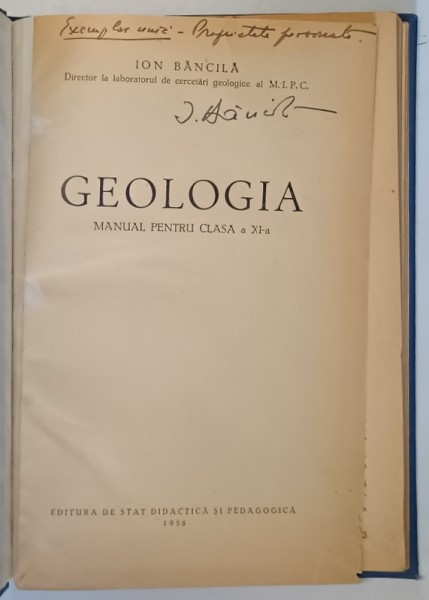 Exemplar unic - Proprietate personală.
ION BĂNCILĂ
Director la laboratorul de cercetări geologice al M. I. P. C.
I. Băncilă
GEOLOGIA
MANUAL PENTRU CLASA a XI-a
EDITURA DE STAT DIDACTICĂ ȘI PEDAGOGICĂ